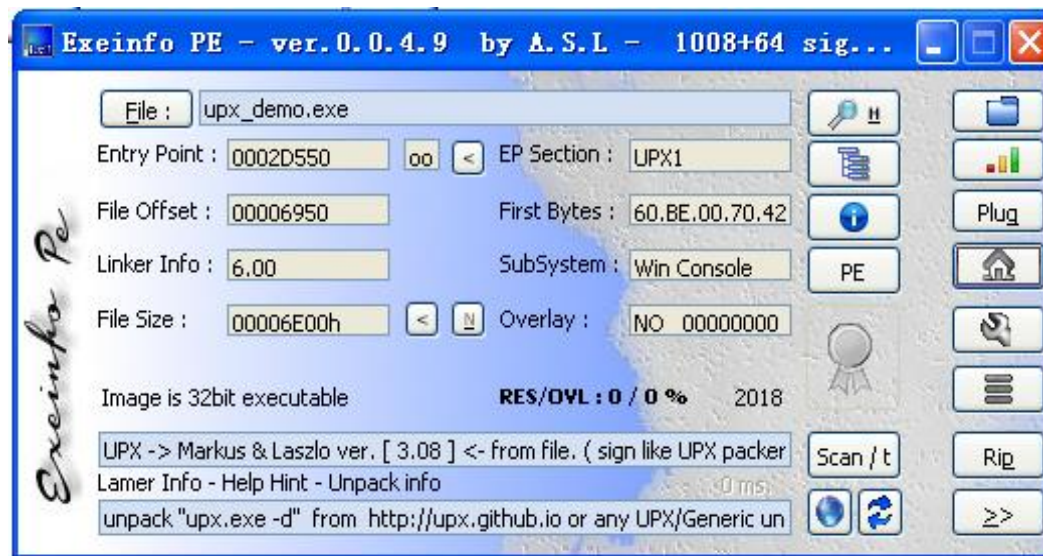 Exeinfo PE - ver.0.0.4.9 by A.S.L - 1008+64 sig...
File : upx_demo.exe H
Entry Point : 0002D550 oo < EP Section : UPX1
File Offset : 00006950 First Bytes : 60.BE.00.70.42 Plug
Linker Info : 6.00 SubSystem : Win Console PE
File Size : 00006E00h < N Overlay : NO 00000000
Image is 32bit executable RES/OVL : 0 / 0 % 2018
UPX -> Markus & Laszlo ver. [ 3.08 ] <- from file. ( sign like UPX packer Scan / t Rip
Lamer Info - Help Hint - Unpack info 0 ms.
unpack "upx.exe -d" from http://upx.github.io or any UPX/Generic un >>
Exeinfo Pe